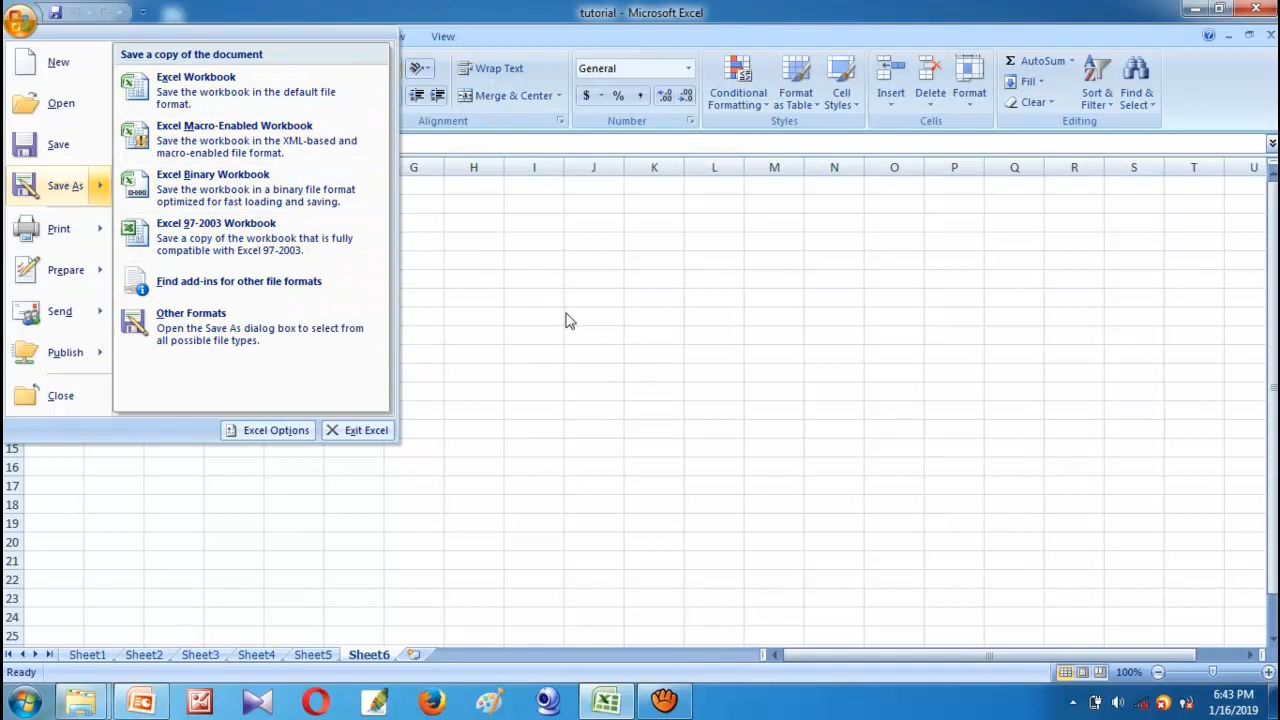 tutorial - Microsoft Excel
View
New
Open
Save
Save As
Print
Prepare
Send
Publish
Close
Save a copy of the document
Excel Workbook
Save the workbook in the default file
format.
Excel Macro-Enabled Workbook
Save the workbook in the XML-based and
macro-enabled file format.
Excel Binary Workbook
Save the workbook in a binary file format
optimized for fast loading and saving.
Excel 97-2003 Workbook
Save a copy of the workbook that is fully
compatible with Excel 97-2003.
Find add-ins for other file formats
Other Formats
Open the Save As dialog box to select from
all possible file types.
Excel Options
Exit Excel
Wrap Text
Merge & Center
Alignment
General
$ % ,
Number
Conditional
Formatting
Format
as Table
Cell
Styles
Styles
Insert
Delete
Format
Cells
Σ AutoSum
Fill
Clear
Sort &
Filter
Find &
Select
Editing
G H I J K L M N O P Q R S T U
15
16
17
18
19
20
21
22
23
24
25
Sheet1 Sheet2 Sheet3 Sheet4 Sheet5 Sheet6
Ready
100%
6:43 PM
1/16/2019